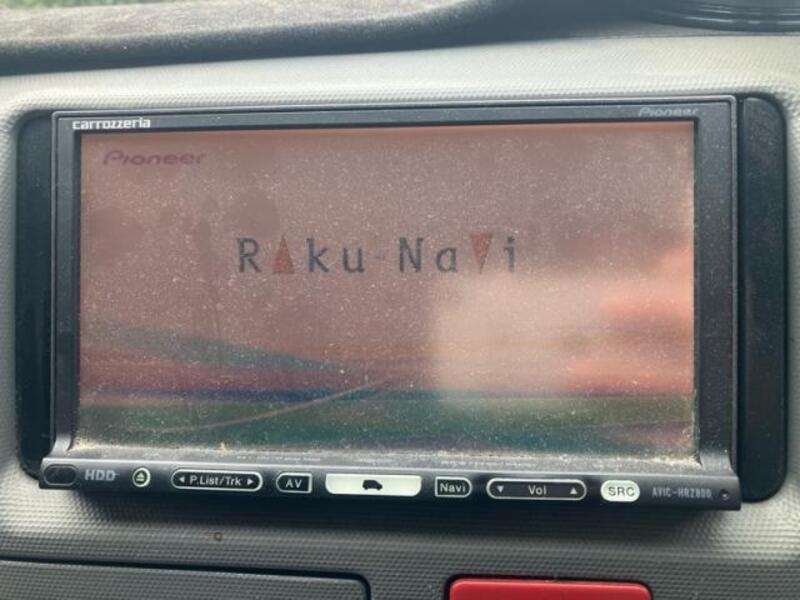 carrozzeria Pioneer
Pioneer
RAku-NaVi
HDD P.List/Trk AV Navi Vol SRC AVIC-HRZ800